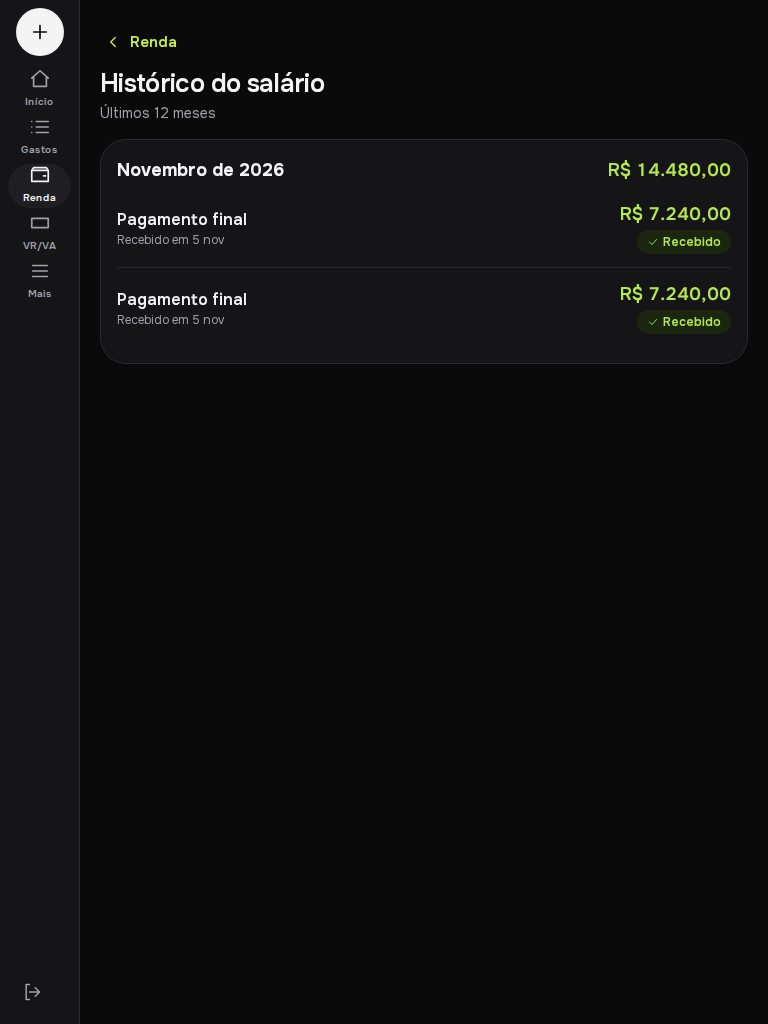 Início
Gastos
Renda
VR/VA
Mais
Renda
Histórico do salário
Últimos 12 meses
Novembro de 2026
R$ 14.480,00
Pagamento final
Recebido em 5 nov
R$ 7.240,00
Recebido
Pagamento final
Recebido em 5 nov
R$ 7.240,00
Recebido